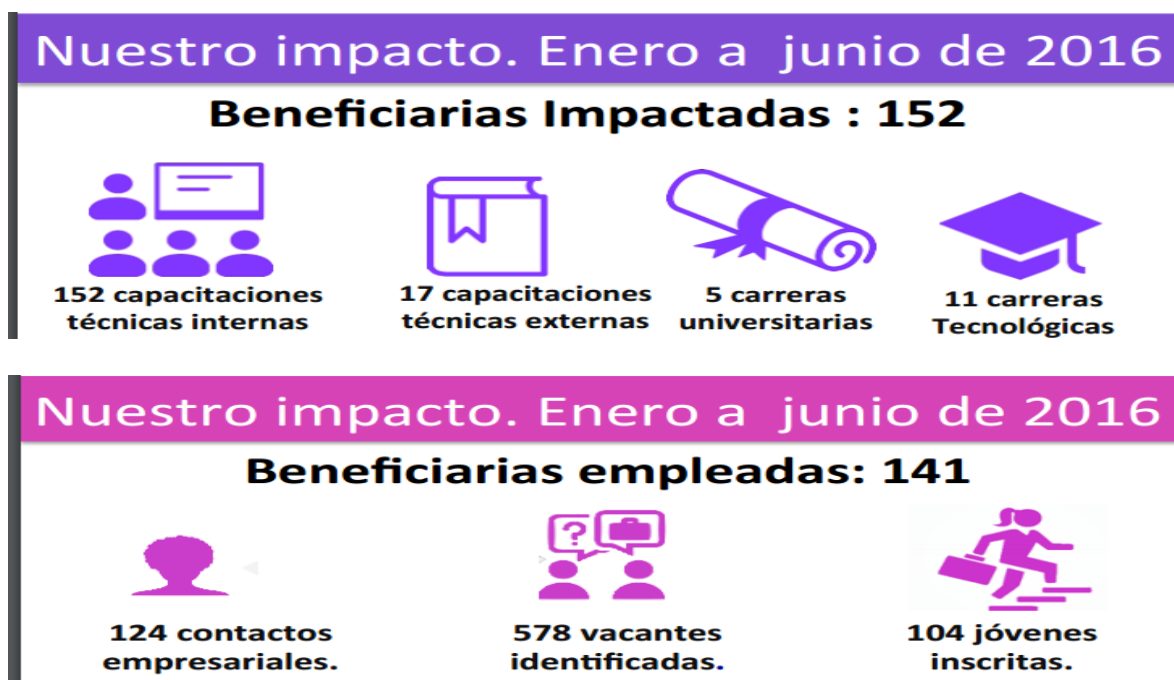 Nuestro impacto. Enero a junio de 2016
Beneficiarias Impactadas : 152
152 capacitaciones
técnicas internas
17 capacitaciones
técnicas externas
5 carreras
universitarias
11 carreras
Tecnológicas
Nuestro impacto. Enero a junio de 2016
Beneficiarias empleadas: 141
?
124 contactos
empresariales.
578 vacantes
identificadas.
104 jóvenes
inscritas.